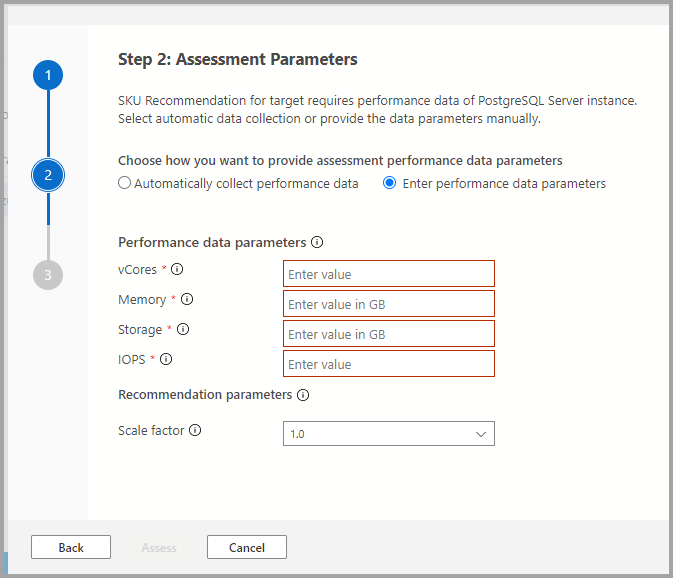 Step 2: Assessment Parameters
1
SKU Recommendation for target requires performance data of PostgreSQL Server instance.
Select automatic data collection or provide the data parameters manually.
Choose how you want to provide assessment performance data parameters
2
Automatically collect performance data Enter performance data parameters
Performance data parameters
3
vCores * Enter value
Memory * Enter value in GB
Storage * Enter value in GB
IOPS * Enter value
Recommendation parameters
Scale factor 1.0
Back Assess Cancel